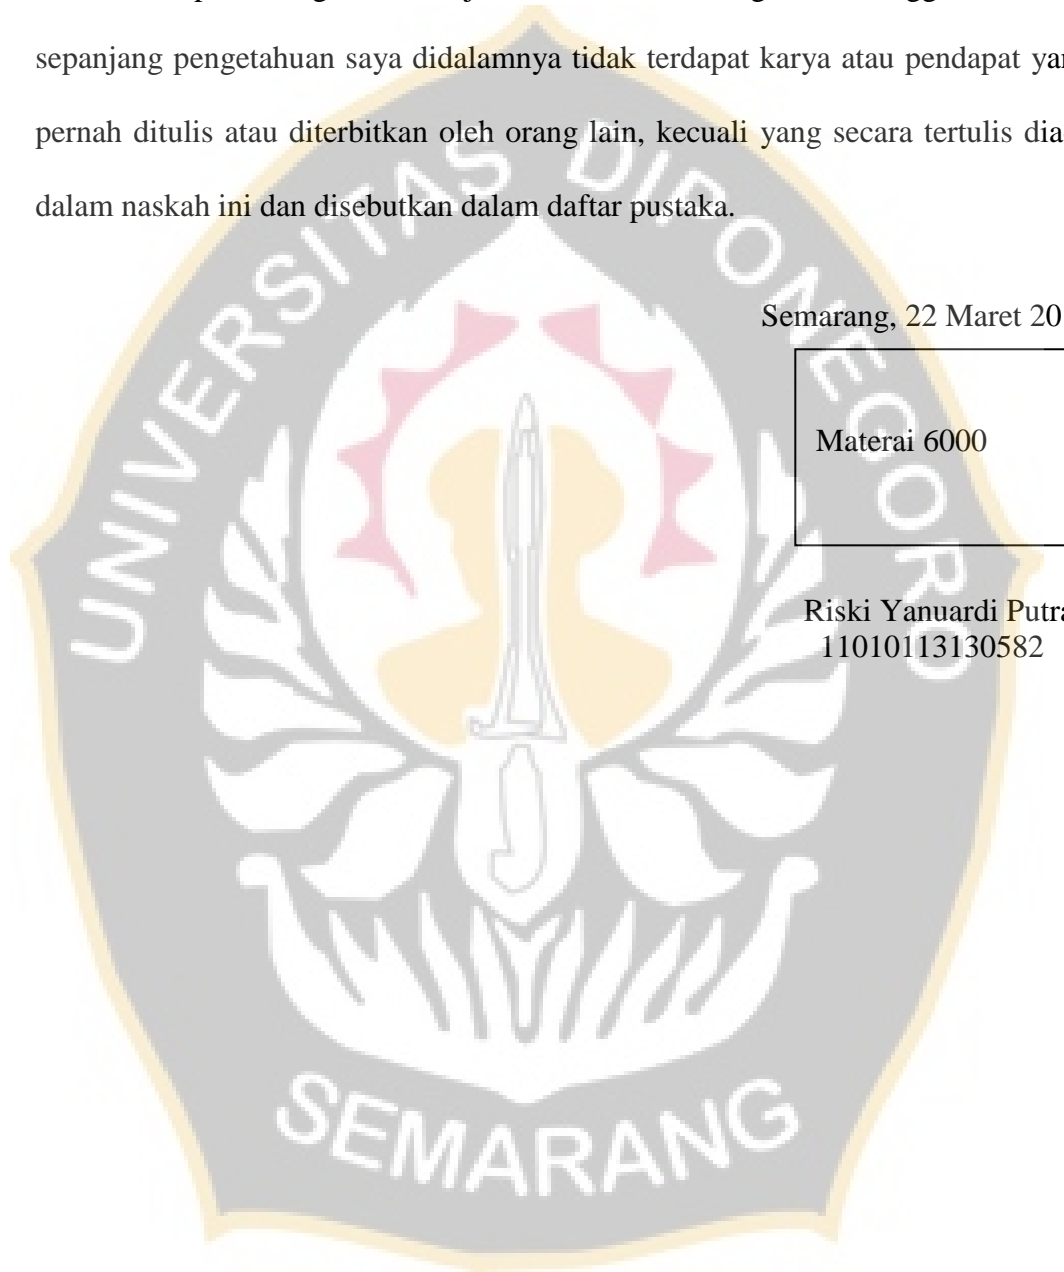 sepanjang pengetahuan saya didalamnya tidak terdapat karya atau pendapat
pernah ditulis atau diterbitkan oleh orang lain, kecuali yang secara tertulis
dalam naskah ini dan disebutkan dalam daftar pustaka.
Semarang, 22 Maret 20
Materai 6000
Riski Yanuardi Putra
11010113130582
UNIVERSITAS DIPONEGORO
SEMARANG